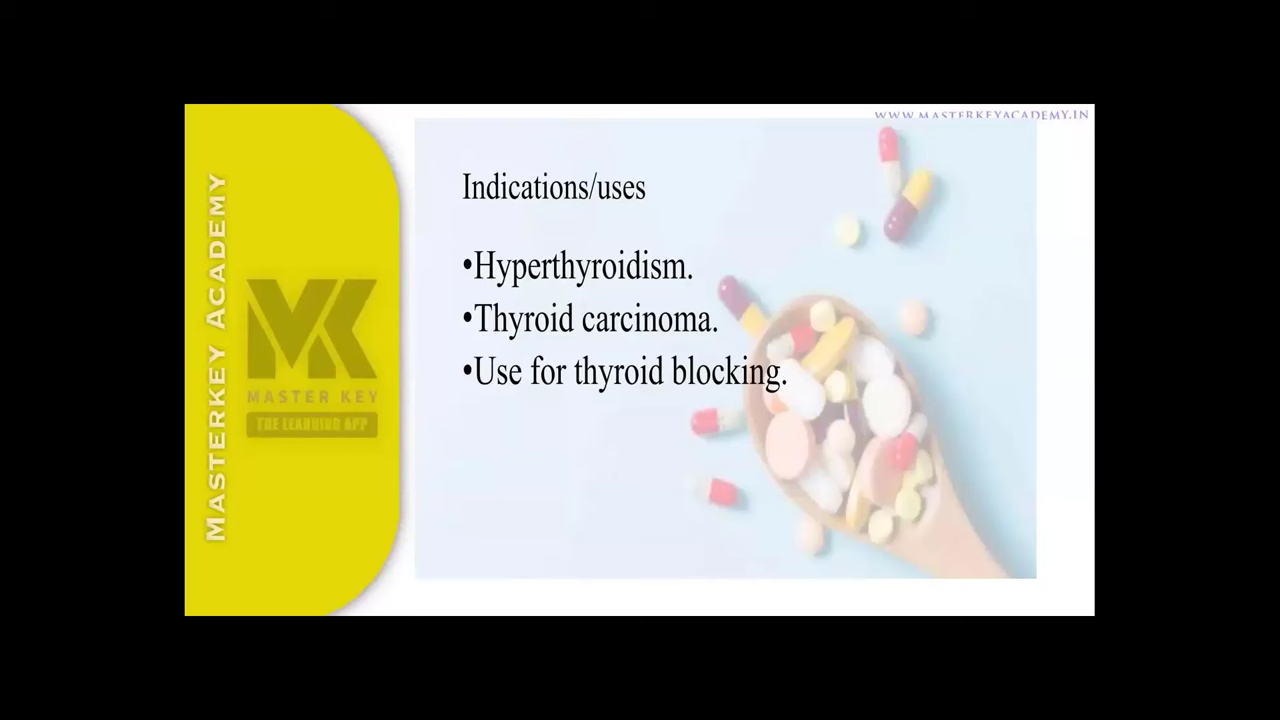 WWW.MASTERKEYACADEMY.IN
MASTERKEY ACADEMY
MK
MASTER KEY
THE LEARNING APP
Indications/uses
•Hyperthyroidism.
•Thyroid carcinoma.
•Use for thyroid blocking.